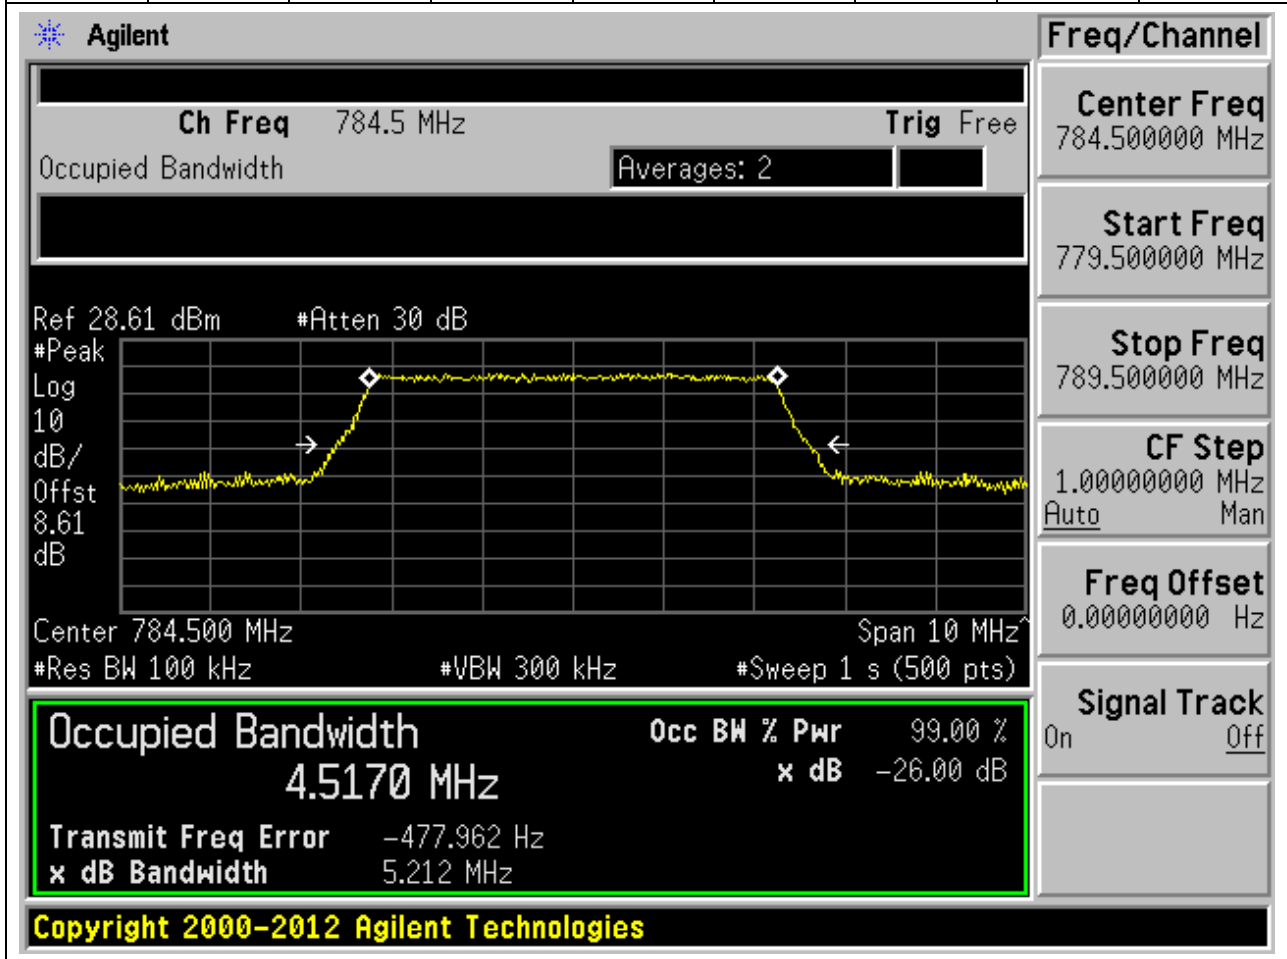 Agilent
Freq/Channel
Ch Freq 784.5 MHz Trig Free
Occupied Bandwidth Averages: 2
Center Freq
784.500000 MHz
Start Freq
779.500000 MHz
Stop Freq
789.500000 MHz
CF Step
1.00000000 MHz
Auto Man
Freq Offset
0.00000000 Hz
Signal Track
On Off
Ref 28.61 dBm #Atten 30 dB
#Peak
Log
10
dB/
Offst
8.61
dB
Center 784.500 MHz Span 10 MHz^
#Res BW 100 kHz #VBW 300 kHz #Sweep 1 s (500 pts)
Occupied Bandwidth Occ BW % Pwr 99.00 %
4.5170 MHz x dB -26.00 dB
Transmit Freq Error -477.962 Hz
x dB Bandwidth 5.212 MHz
Copyright 2000-2012 Agilent Technologies